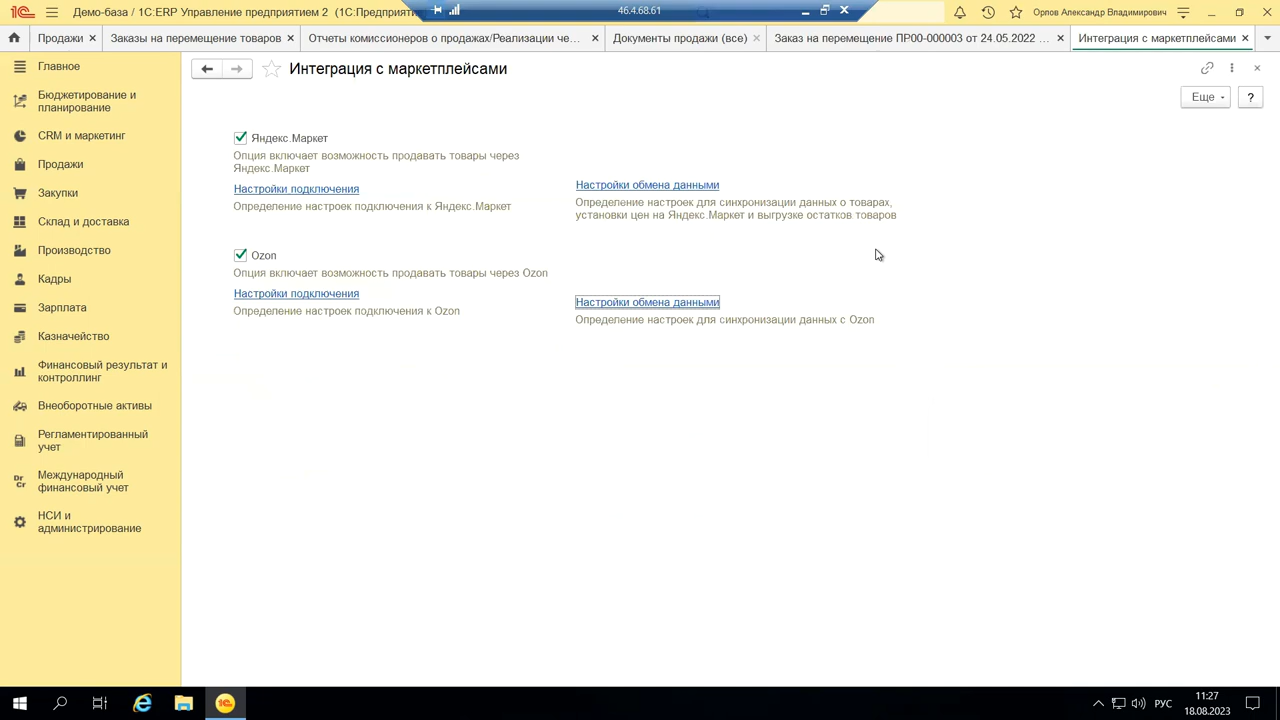 Демо-база / 1С:ERP Управление предприятием 2 (1С:Предприяти
46.4.68.61
Орлов Александр Владимирович
Продажи
Заказы на перемещение товаров
Отчеты комиссионеров о продажах/Реализации че...
Документы продажи (все)
Заказ на перемещение ПР00-000003 от 24.05.2022 ...
Интеграция с маркетплейсами
Главное
Бюджетирование и
планирование
CRM и маркетинг
Продажи
Закупки
Склад и доставка
Производство
Кадры
Зарплата
Казначейство
Финансовый результат и
контроллинг
Внеоборотные активы
Регламентированный
учет
Международный
финансовый учет
НСИ и
администрирование
Интеграция с маркетплейсами
Еще
?
Яндекс.Маркет
Опция включает возможность продавать товары через
Яндекс.Маркет
Настройки подключения
Определение настроек подключения к Яндекс.Маркет
Настройки обмена данными
Определение настроек для синхронизации данных о товарах,
установки цен на Яндекс.Маркет и выгрузке остатков товаров
Ozon
Опция включает возможность продавать товары через Ozon
Настройки подключения
Определение настроек подключения к Ozon
Настройки обмена данными
Определение настроек для синхронизации данных с Ozon
РУС
11:27
18.08.2023